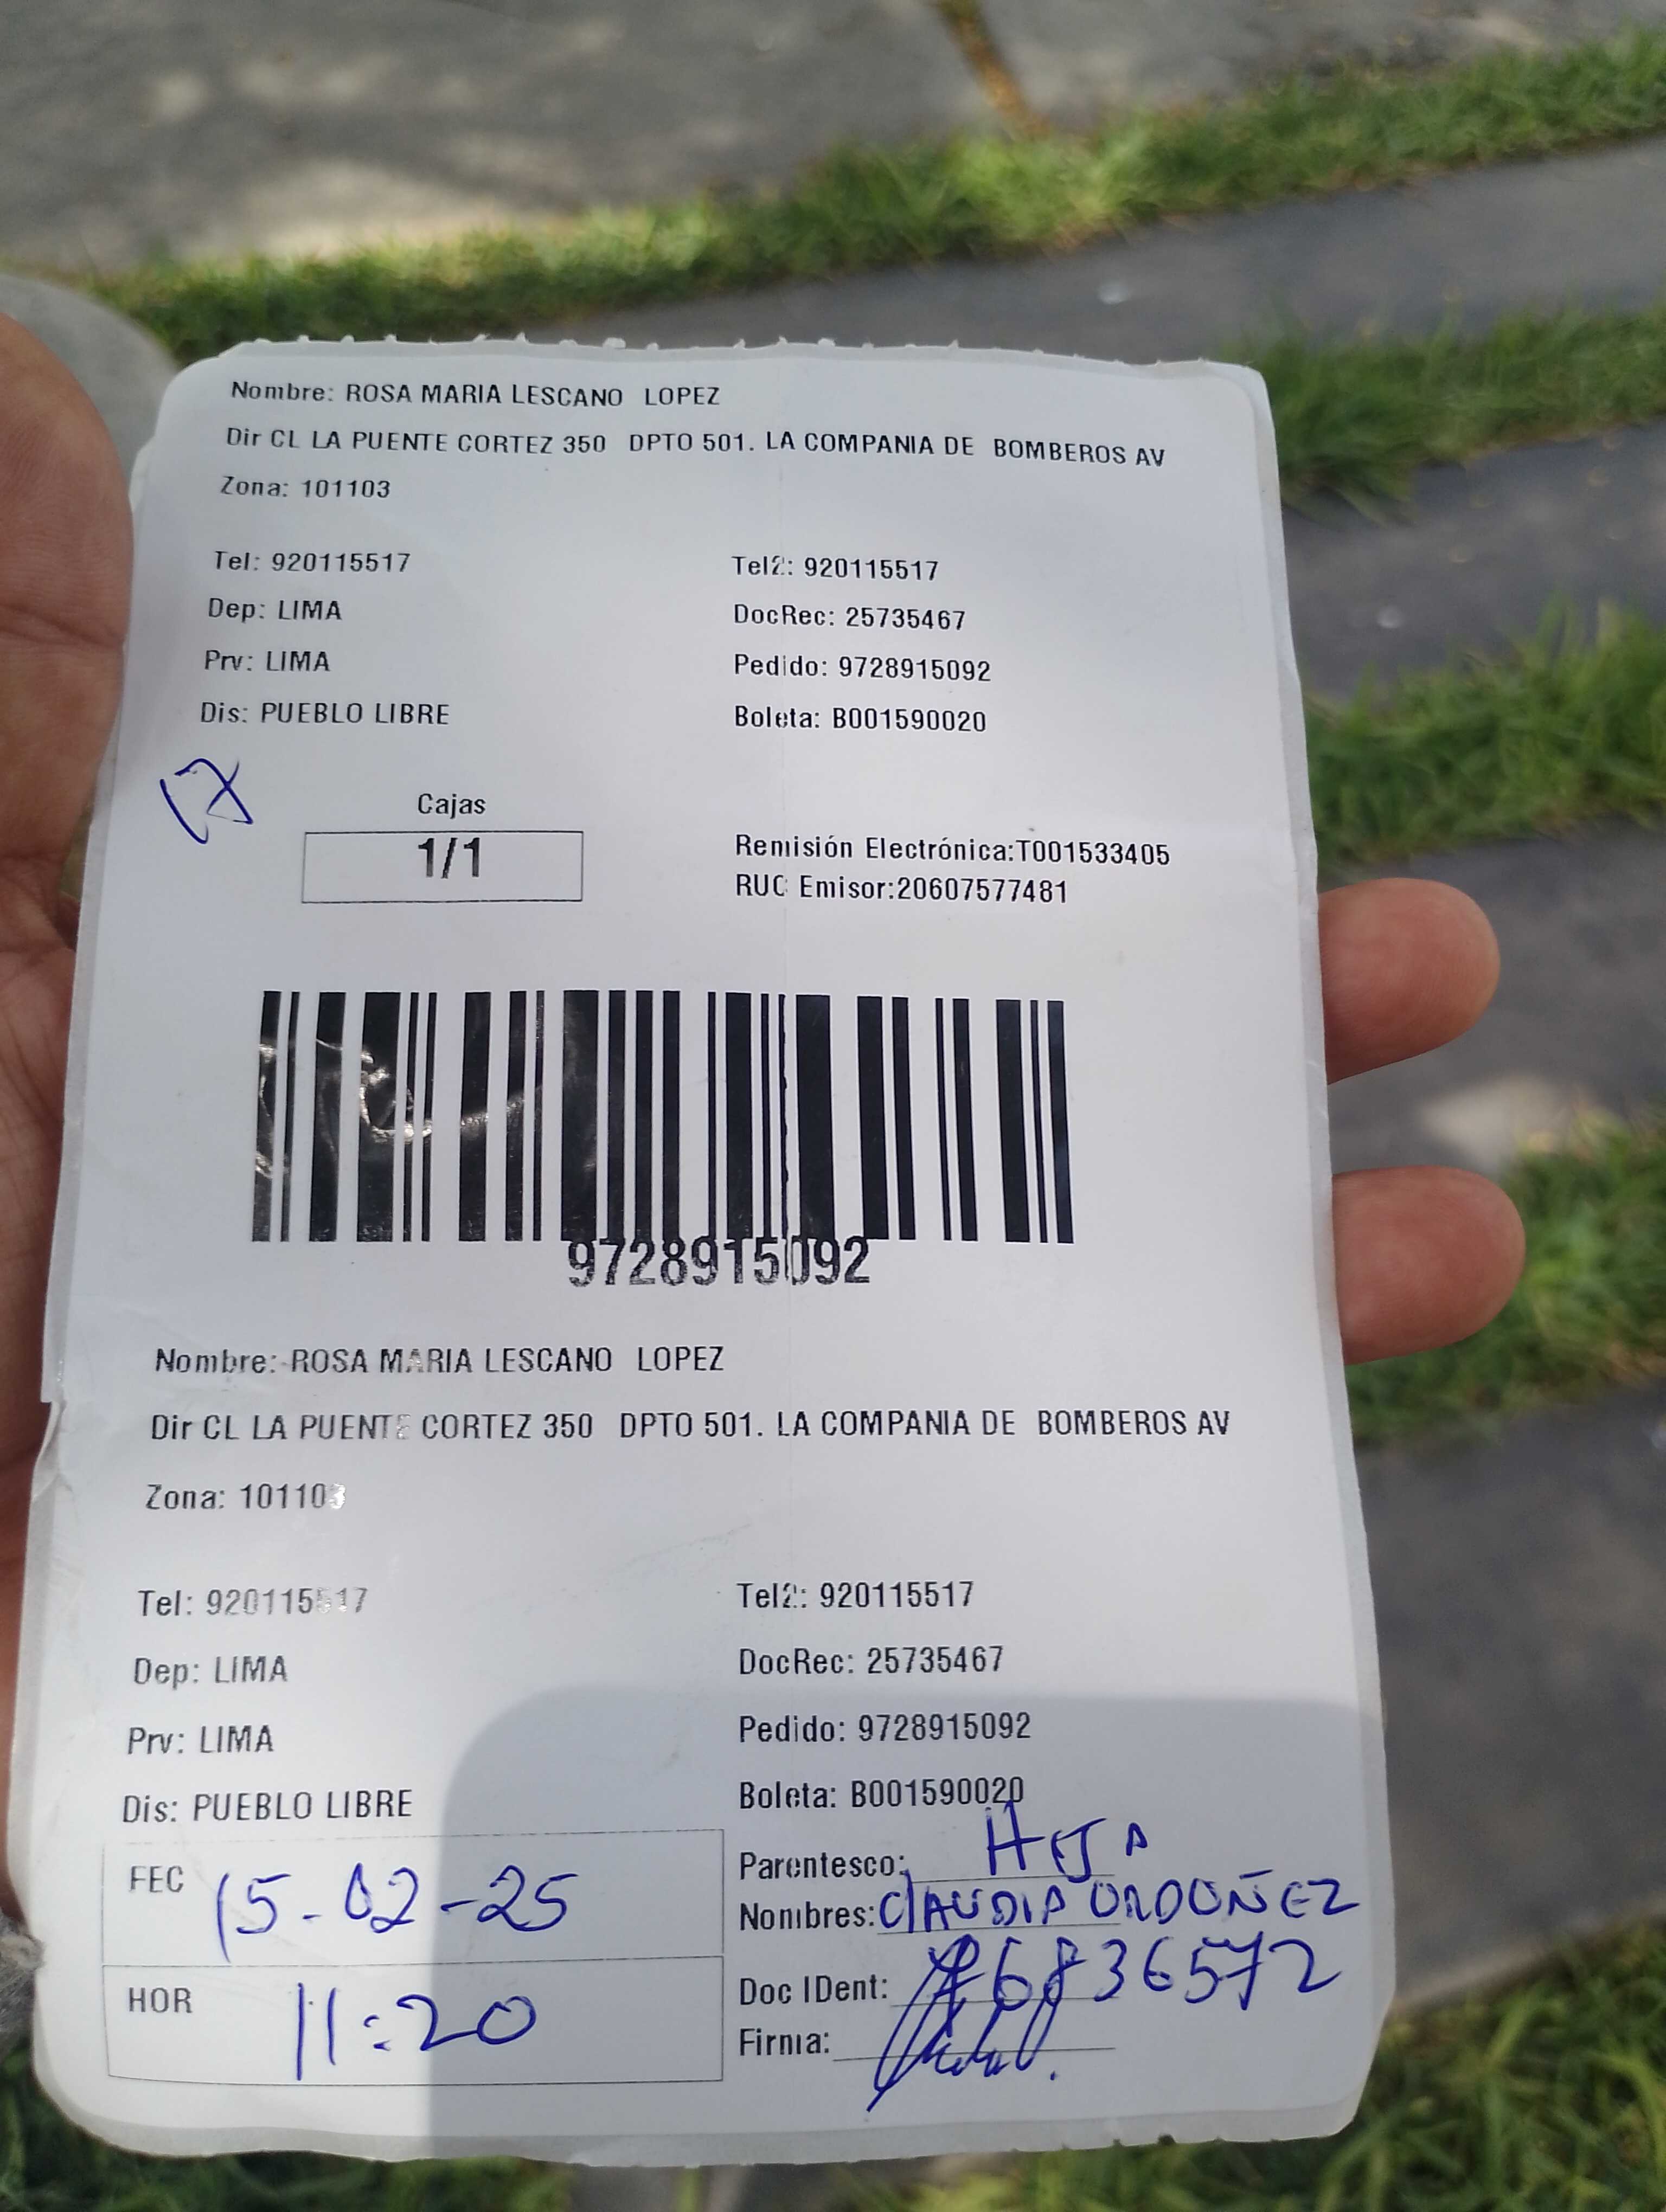 Nombre: ROSA MARIA LESCANO LOPEZ
Dir CL LA PUENTE CORTEZ 350 DPTO 501. LA COMPANIA DE BOMBEROS AV
Zona: 101103
Tel: 920115517 Tel2: 920115517
Dep: LIMA DocRec: 25735467
Prv: LIMA Pedido: 9728915092
Dis: PUEBLO LIBRE Boleta: B001590020
17
Cajas
1/1
Remisión Electrónica:T001533405
RUC Emisor:20607577481
9728915092
Nombre: ROSA MARIA LESCANO LOPEZ
Dir CL LA PUENTE CORTEZ 350 DPTO 501. LA COMPANIA DE BOMBEROS AV
Zona: 101103
Tel: 920115517 Tel2: 920115517
Dep: LIMA DocRec: 25735467
Prv: LIMA Pedido: 9728915092
Dis: PUEBLO LIBRE Boleta: B001590020
FEC 15-02-25
HOR 11:20
Parentesco: HIJA
Nombres: CLAUDIA ORDOÑEZ
Doc IDent:
Firma: